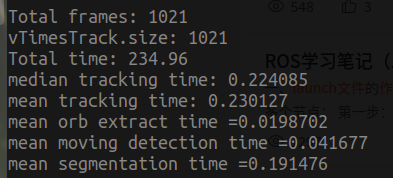 Total frames: 1021
vTimesTrack.size: 1021
Total time: 234.96
median tracking time: 0.224085
mean tracking time: 0.230127
mean orb extract time =0.0198702
mean moving detection time =0.041677
mean segmentation time =0.191476
548
3
ROS学习笔记（
launch文件的作
节点： 第一步：